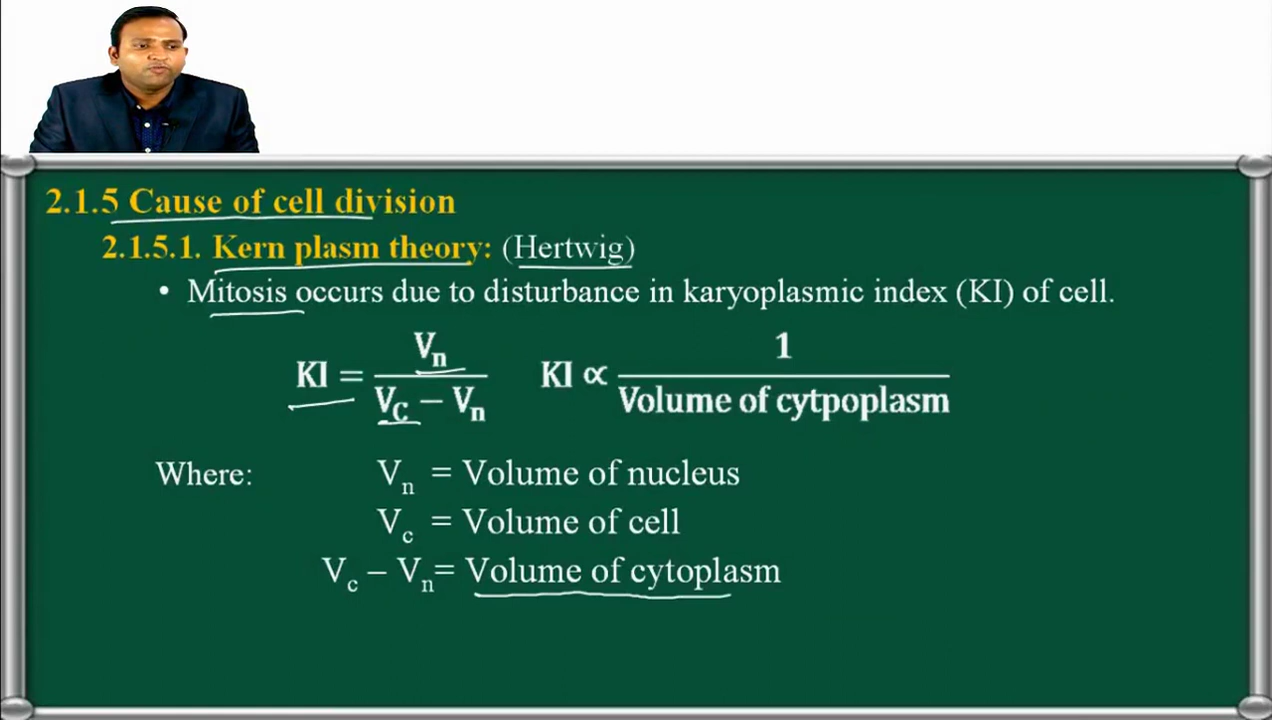 2.1.5 Cause of cell division
2.1.5.1. Kern plasm theory: (Hertwig)
• Mitosis occurs due to disturbance in karyoplasmic index (KI) of cell.
KI = Vn / (VC − Vn) KI ∝ 1 / Volume of cytpoplasm
Where: Vn = Volume of nucleus
Vc = Volume of cell
Vc – Vn= Volume of cytoplasm